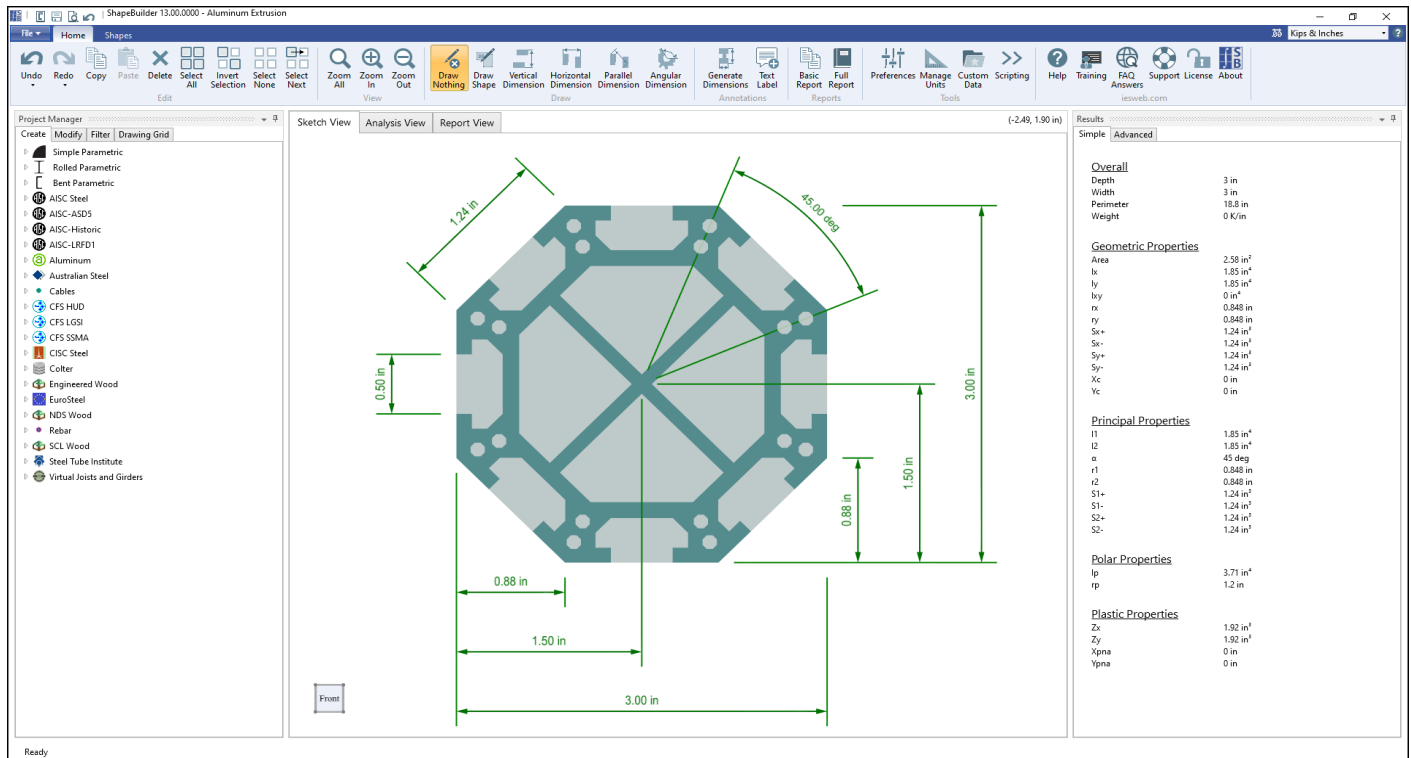 ShapeBuilder 13.00.0000 - Aluminum Extrusion
File Home Shapes Kips & Inches
Undo Redo Copy Paste Delete Select All Invert Selection Select None Select Next Zoom All Zoom In Zoom Out Draw Nothing Draw Shape Vertical Dimension Horizontal Dimension Parallel Dimension Angular Dimension Generate Dimensions Text Label Basic Report Full Report Preferences Manage Units Custom Data Scripting Help Training FAQ Answers Support License About
Edit View Draw Annotations Reports Tools iesweb.com
Project Manager
Create Modify Filter Drawing Grid
Simple Parametric
Rolled Parametric
Bent Parametric
AISC Steel
AISC-ASD5
AISC-Historic
AISC-LRFD1
Aluminum
Australian Steel
Cables
CFS HUD
CFS LGSI
CFS SSMA
CISC Steel
Colter
Engineered Wood
EuroSteel
NDS Wood
Rebar
SCL Wood
Steel Tube Institute
Virtual Joists and Girders
Sketch View Analysis View Report View (-2.49, 1.90 in)
1.24 in
45.00 deg
0.50 in
3.00 in
1.50 in
0.88 in
0.88 in
1.50 in
3.00 in
Front
Results
Simple Advanced
Overall
Depth 3 in
Width 3 in
Perimeter 18.8 in
Weight 0 K/in
Geometric Properties
Area 2.58 in²
Ix 1.85 in⁴
Iy 1.85 in⁴
Ixy 0 in⁴
rx 0.848 in
ry 0.848 in
Sx+ 1.24 in³
Sx- 1.24 in³
Sy+ 1.24 in³
Sy- 1.24 in³
Xc 0 in
Yc 0 in
Principal Properties
I1 1.85 in⁴
I2 1.85 in⁴
α 45 deg
r1 0.848 in
r2 0.848 in
S1+ 1.24 in³
S1- 1.24 in³
S2+ 1.24 in³
S2- 1.24 in³
Polar Properties
Ip 3.71 in⁴
rp 1.2 in
Plastic Properties
Zx 1.92 in³
Zy 1.92 in³
Xpna 0 in
Ypna 0 in
Ready